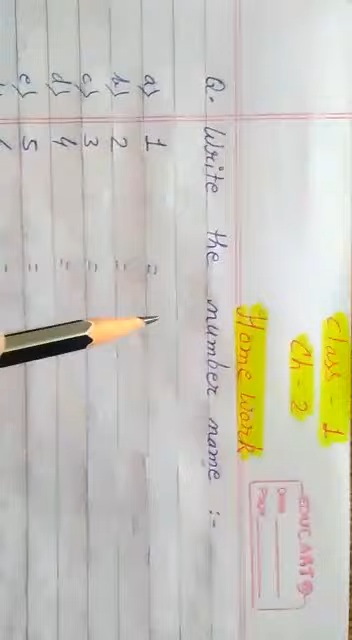 Class - 1
Ch - 2
Home work
EDUCART
Q. Write the number name :-
a) 1 =
b) 2 =
c) 3 =
d) 4 =
e) 5 =